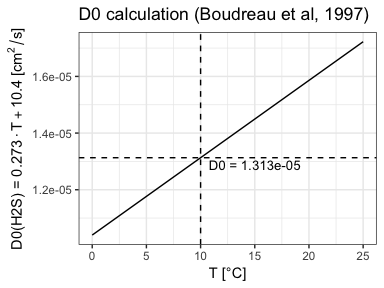 D0 calculation (Boudreau et al, 1997)
D0(H2S) = 0.273 ⋅ T + 10.4 [cm²/s]
1.6e-05
1.4e-05
1.2e-05
D0 = 1.313e-05
0 5 10 15 20 25
T [°C]